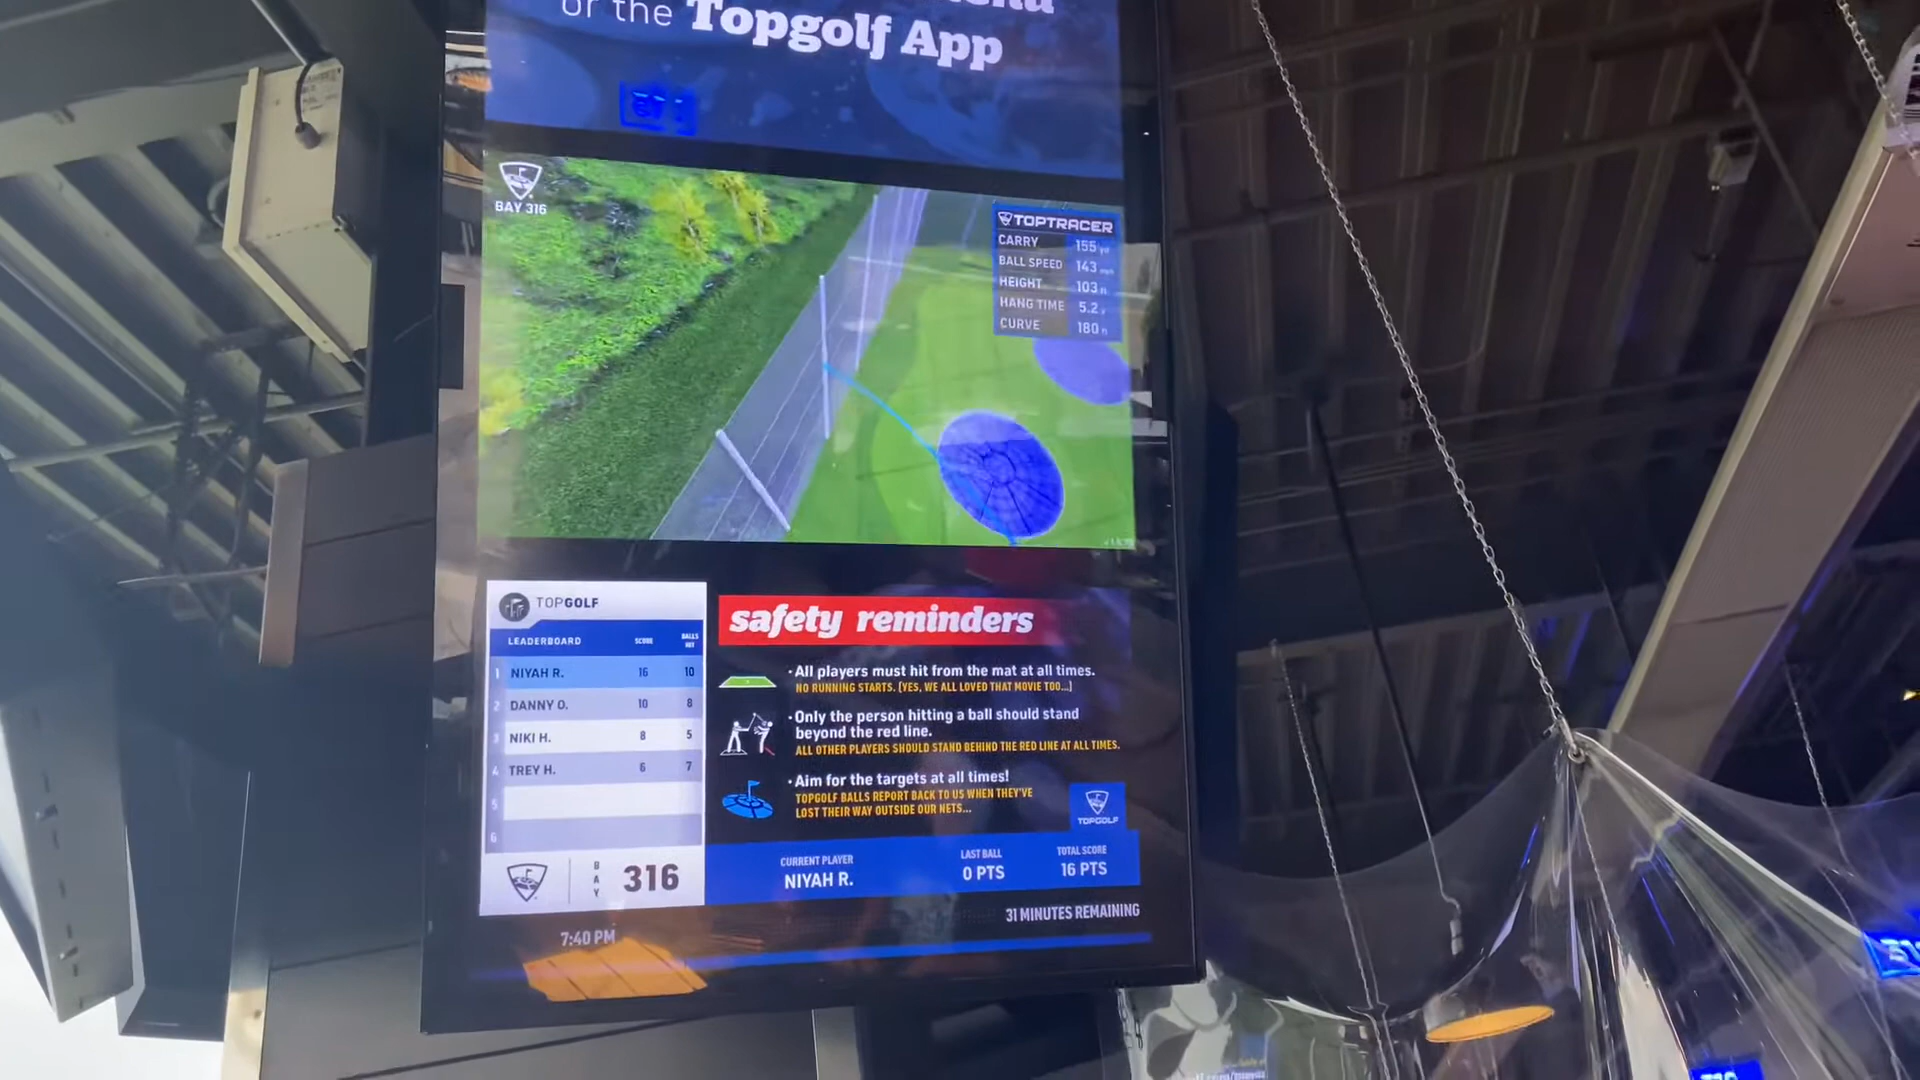 or the Topgolf App
BAY 316
TOPTRACER
CARRY 155 yd
BALL SPEED 143 mph
HEIGHT 103 ft
HANG TIME 5.2 s
CURVE 180 ft
TOPGOLF
LEADERBOARD SCORE BALLS HIT
1 NIYAH R. 16 10
2 DANNY O. 10 8
3 NIKI H. 8 5
4 TREY H. 6 7
5
6
BAY 316
safety reminders
· All players must hit from the mat at all times.
NO RUNNING STARTS. (YES, WE ALL LOVED THAT MOVIE TOO...)
· Only the person hitting a ball should stand
beyond the red line.
ALL OTHER PLAYERS SHOULD STAND BEHIND THE RED LINE AT ALL TIMES.
· Aim for the targets at all times!
TOPGOLF BALLS REPORT BACK TO US WHEN THEY'VE
LOST THEIR WAY OUTSIDE OUR NETS...
TOPGOLF
CURRENT PLAYER
NIYAH R.
LAST BALL
0 PTS
TOTAL SCORE
16 PTS
31 MINUTES REMAINING
7:40 PM